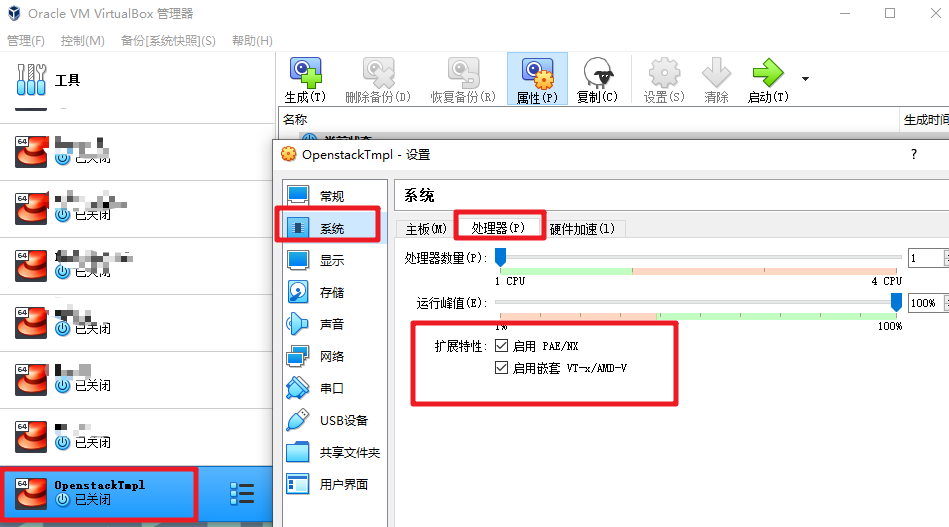 Oracle VM VirtualBox 管理器
管理(F) 控制(M) 备份[系统快照](S) 帮助(H)
工具
生成(T) 删除备份(D) 恢复备份(R) 属性(P) 复制(C) 设置(S) 清除 启动(T)
名称 生成时间
OpenstackTmpl - 设置 ?
64
已关闭
64
已关闭
64
已关闭
64
已关闭
64
已关闭
64
已关闭
64
OpenstackTmpl
已关闭
常规
系统
显示
存储
声音
网络
串口
USB设备
共享文件夹
用户界面
系统
主板(M) 处理器(P) 硬件加速(l)
处理器数量(P): 1
1 CPU 4 CPU
运行峰值(E): 100%
1% 100%
扩展特性: 启用 PAE/NX
启用嵌套 VT-x/AMD-V